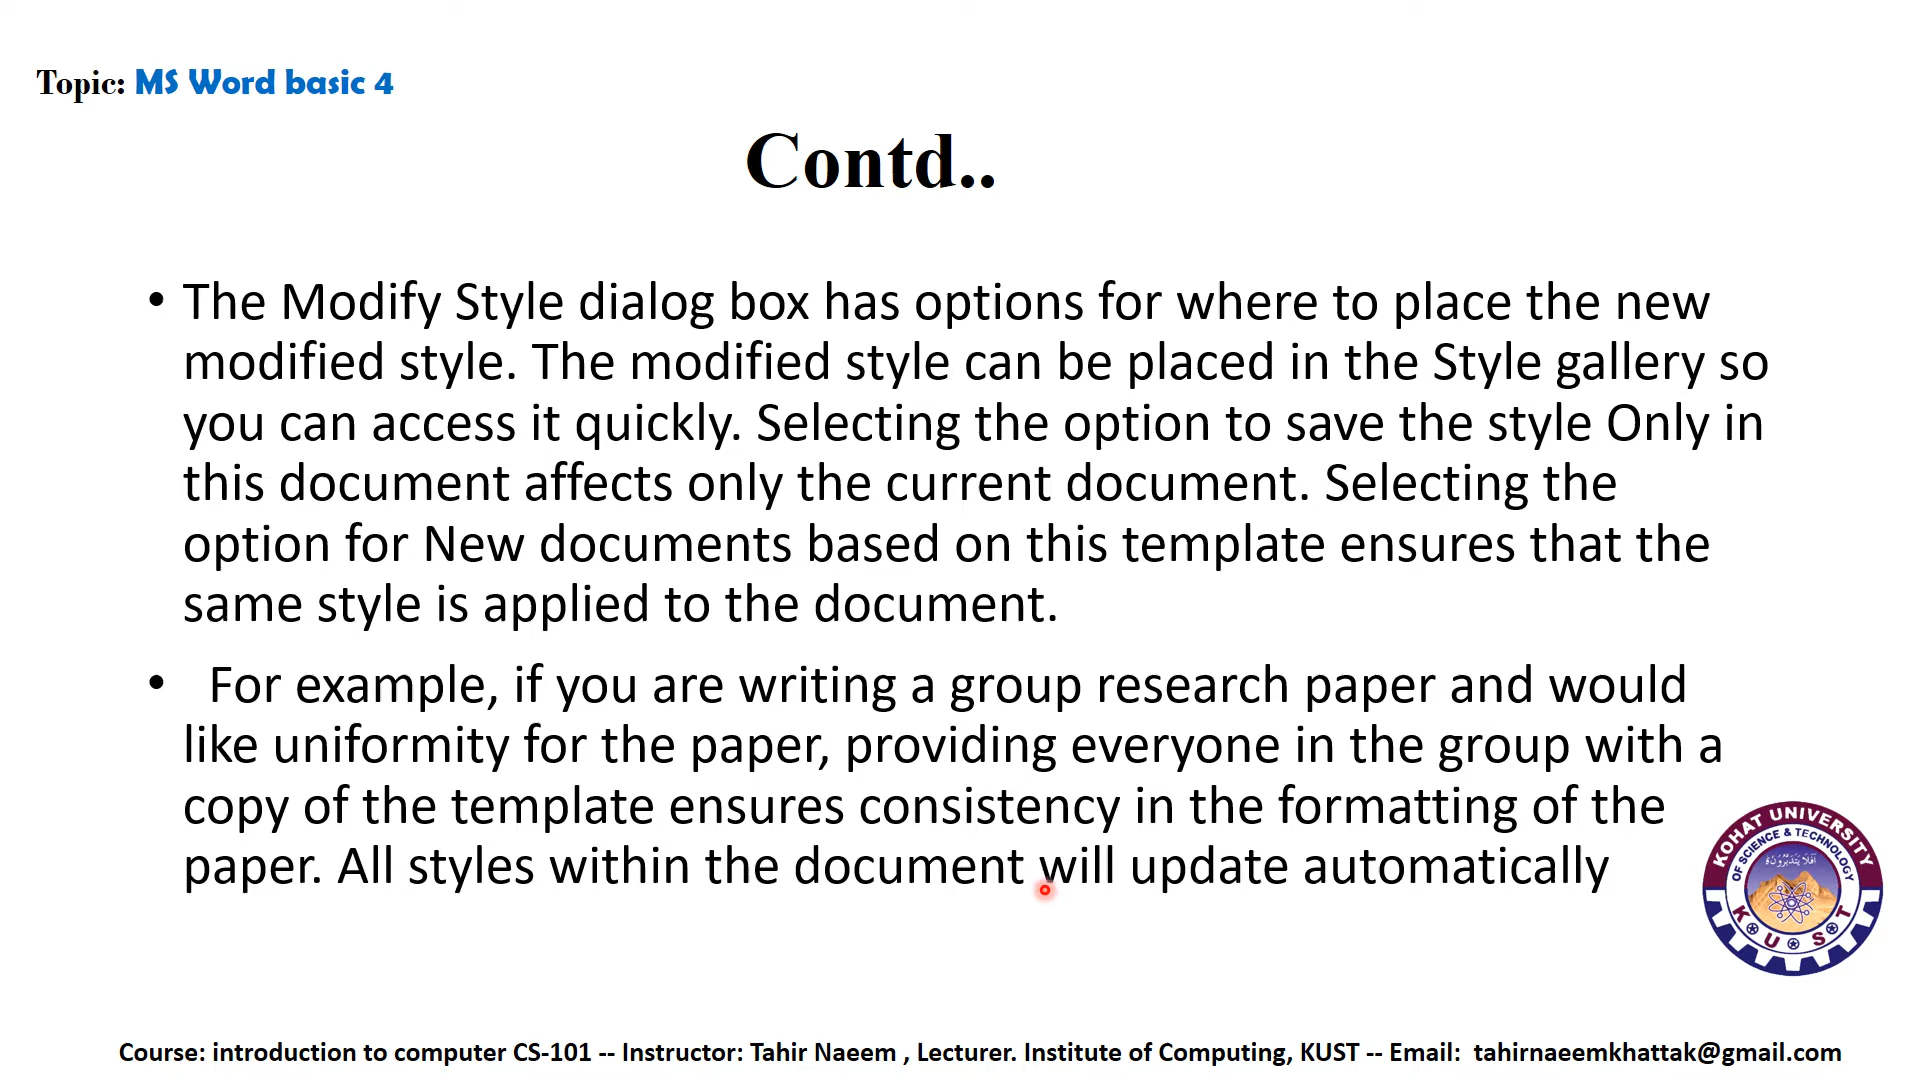 Topic: MS Word basic 4
Contd..
• The Modify Style dialog box has options for where to place the new
modified style. The modified style can be placed in the Style gallery so
you can access it quickly. Selecting the option to save the style Only in
this document affects only the current document. Selecting the
option for New documents based on this template ensures that the
same style is applied to the document.
• For example, if you are writing a group research paper and would
like uniformity for the paper, providing everyone in the group with a
copy of the template ensures consistency in the formatting of the
paper. All styles within the document will update automatically
KOHAT UNIVERSITY
OF SCIENCE & TECHNOLOGY
أفلا يتدبرون
K U S T
Course: introduction to computer CS-101 -- Instructor: Tahir Naeem , Lecturer. Institute of Computing, KUST -- Email: tahirnaeemkhattak@gmail.com